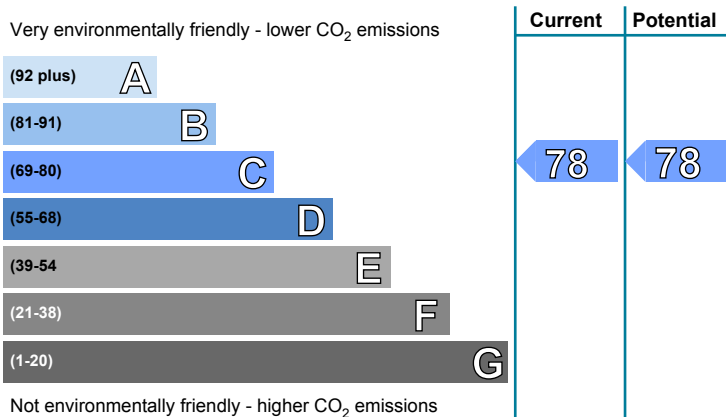 Current Potential
Very environmentally friendly - lower CO2 emissions
(92 plus) A
(81-91) B
(69-80) C 78 78
(55-68) D
(39-54 E
(21-38) F
(1-20) G
Not environmentally friendly - higher CO2 emissions